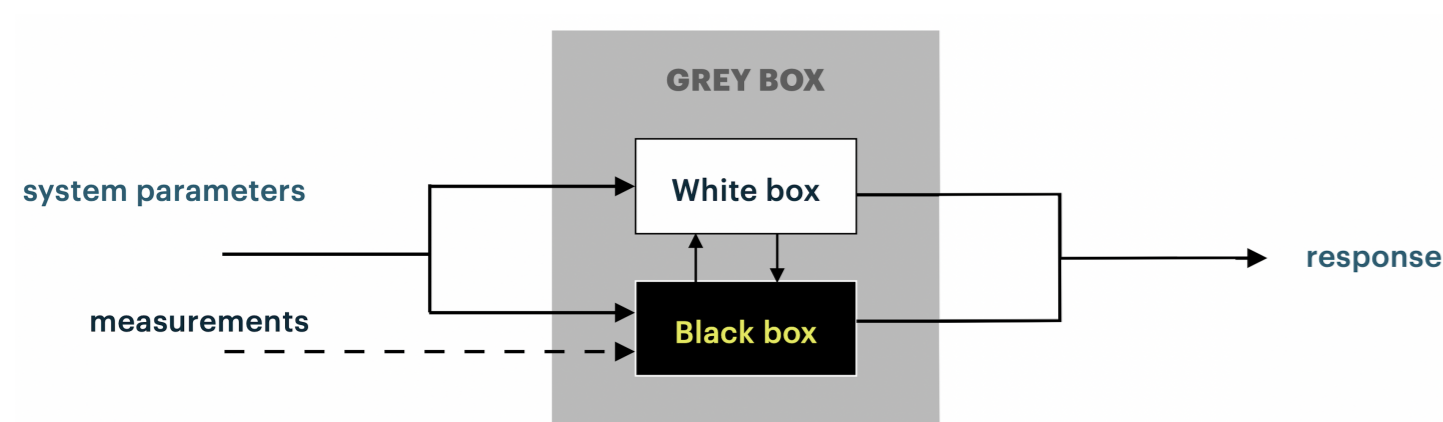 GREY BOX
system parameters
White box
response
measurements
Black box